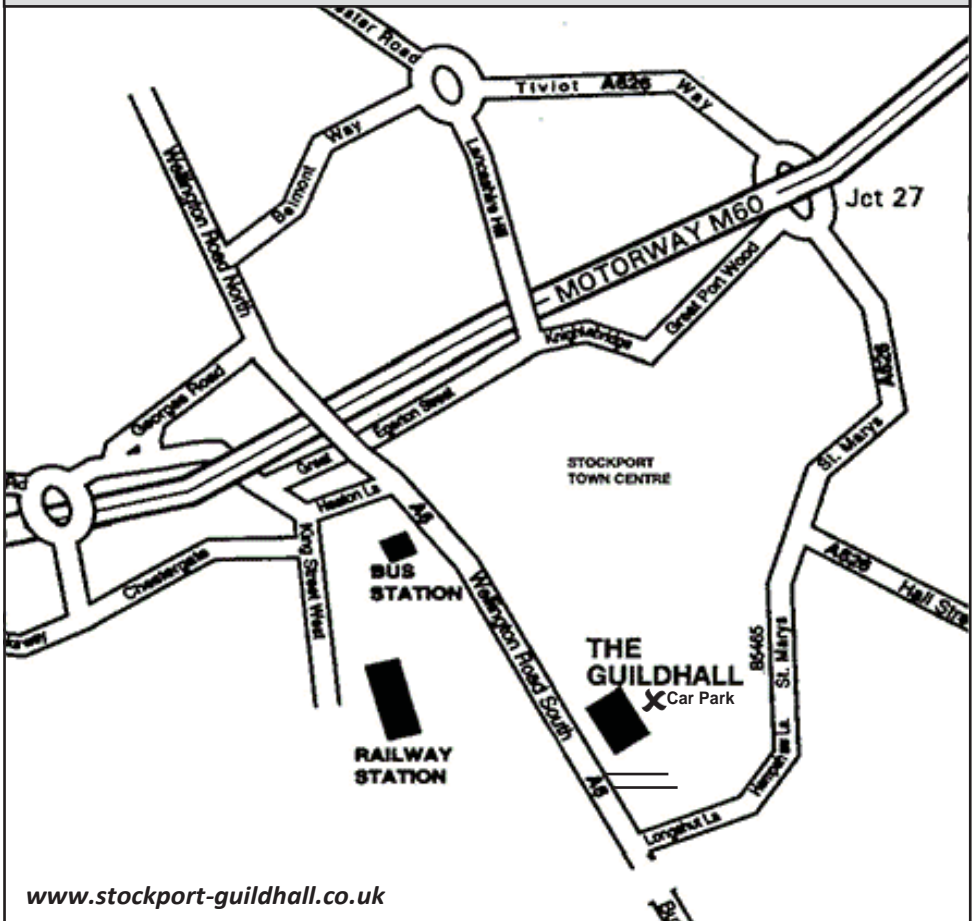 Tiviot A626 Way
Belmont Way
Lancashire Hill
Wellington Road North
Jct 27
MOTORWAY M60
Great Port Wood
Knightsbridge
Georges Road
Great Egerton Street
A626
St. Marys
STOCKPORT
TOWN CENTRE
Heaton La
A6
King Street West
Chestergate
BUS
STATION
A626 Hall Stre
Wellington Road South
THE
GUILDHALL
Car Park
B6465
St. Marys
RAILWAY
STATION
A6
Hempshaw La.
Longshut La
www.stockport-guildhall.co.uk